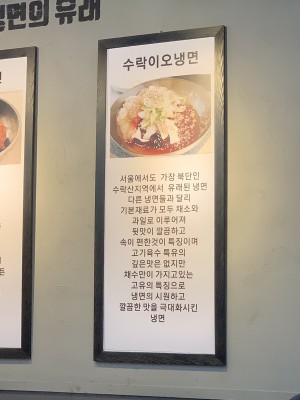 냉면의 유래
수락이오냉면
서울에서도 가장 북단인
수락산지역에서 유래된 냉면
다른 냉면들과 달리
기본재료가 모두 채소와
과일로 이루어져
뒷맛이 깔끔하고
속이 편한것이 특징이며
고기육수 특유의
깊은맛은 없지만
채수만이 가지고있는
고유의 특징으로
냉면의 시원하고
깔끔한 맛을 극대화시킨
냉면